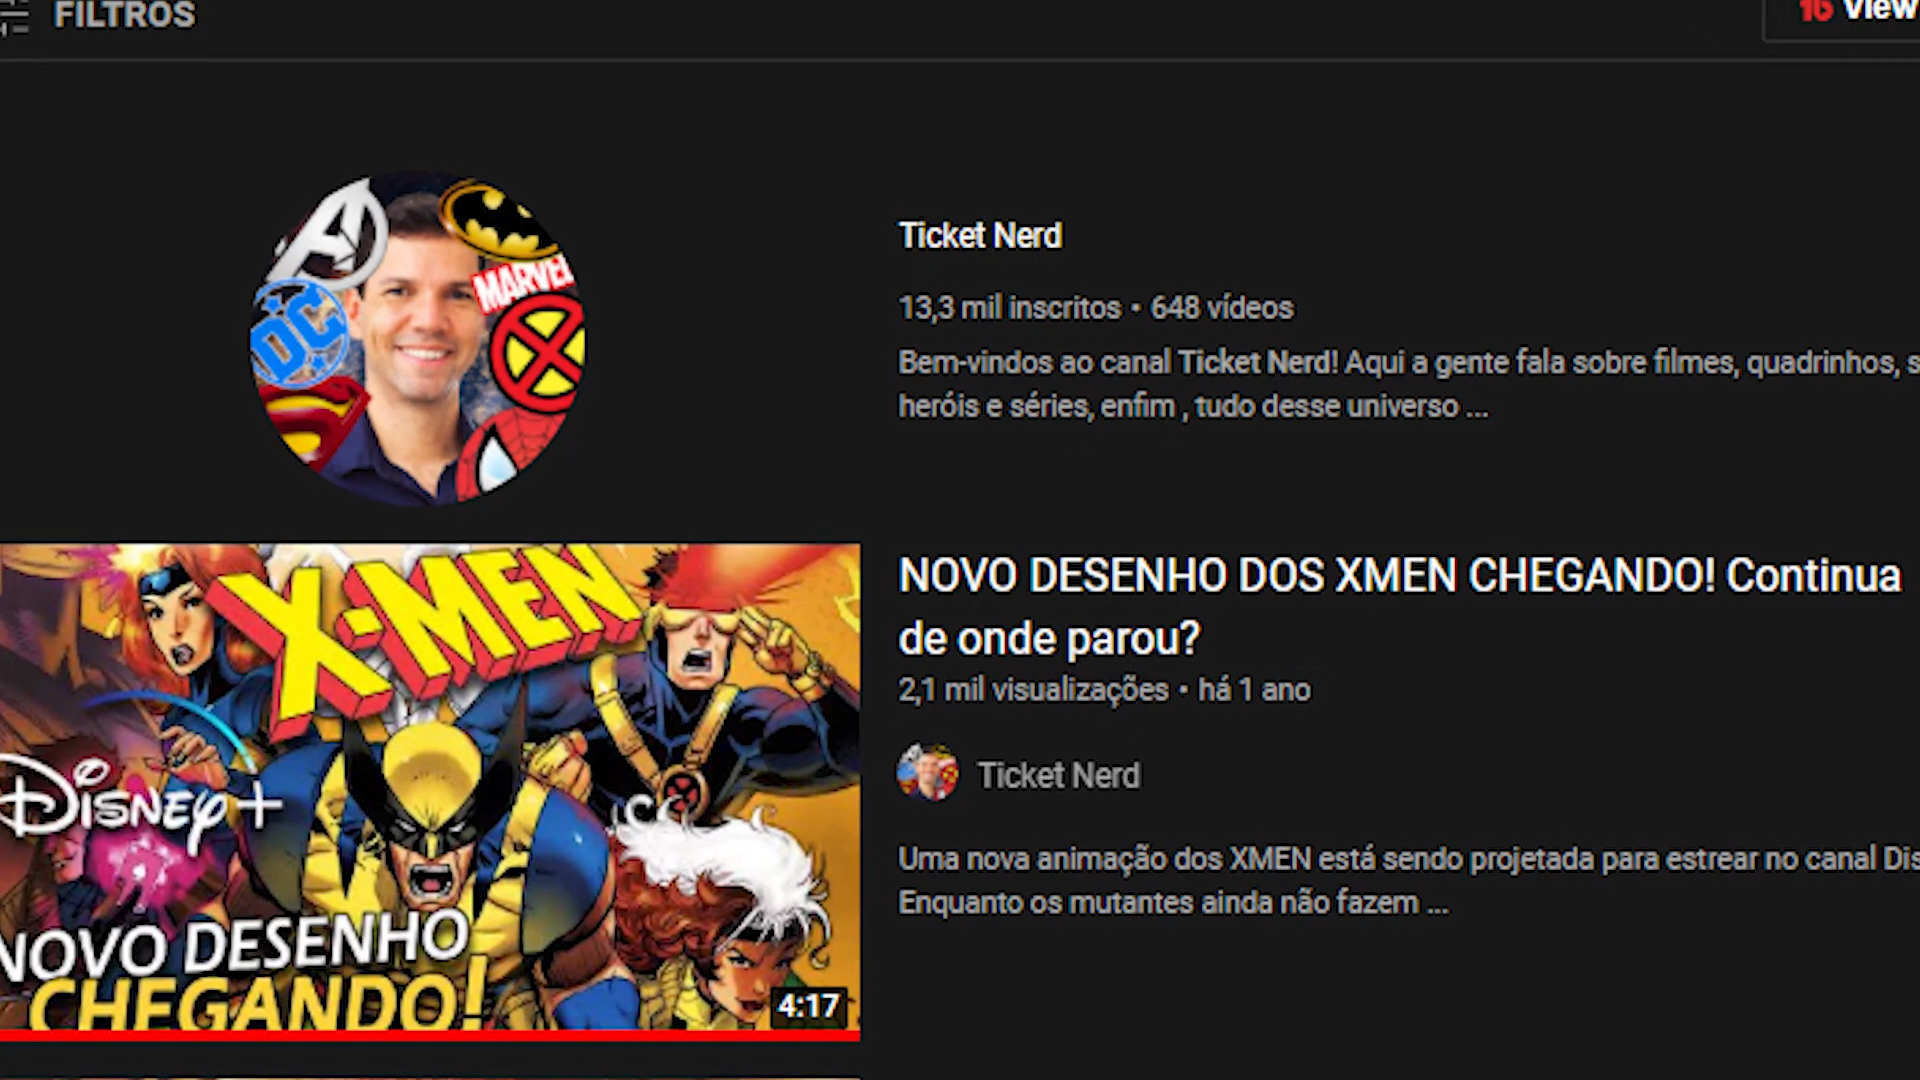 FILTROS
View
Ticket Nerd
13,3 mil inscritos • 648 vídeos
Bem-vindos ao canal Ticket Nerd! Aqui a gente fala sobre filmes, quadrinhos, s
heróis e séries, enfim , tudo desse universo ...
MARVEL
DC
X-MEN
DISNEY+
NOVO DESENHO
CHEGANDO!
4:17
NOVO DESENHO DOS XMEN CHEGANDO! Continua
de onde parou?
2,1 mil visualizações • há 1 ano
Ticket Nerd
Uma nova animação dos XMEN está sendo projetada para estrear no canal Dis
Enquanto os mutantes ainda não fazem ...